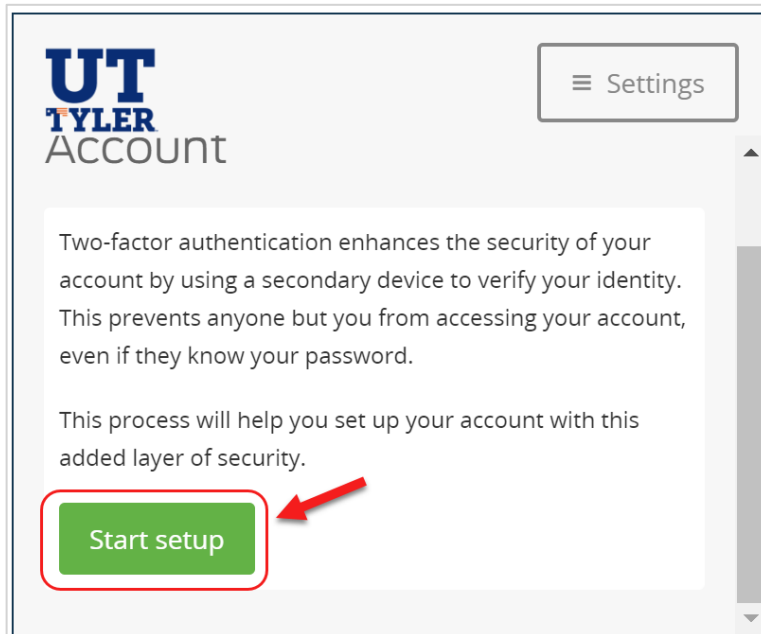 UT
TYLER
≡ Settings
Account
Two-factor authentication enhances the security of your
account by using a secondary device to verify your identity.
This prevents anyone but you from accessing your account,
even if they know your password.
This process will help you set up your account with this
added layer of security.
Start setup